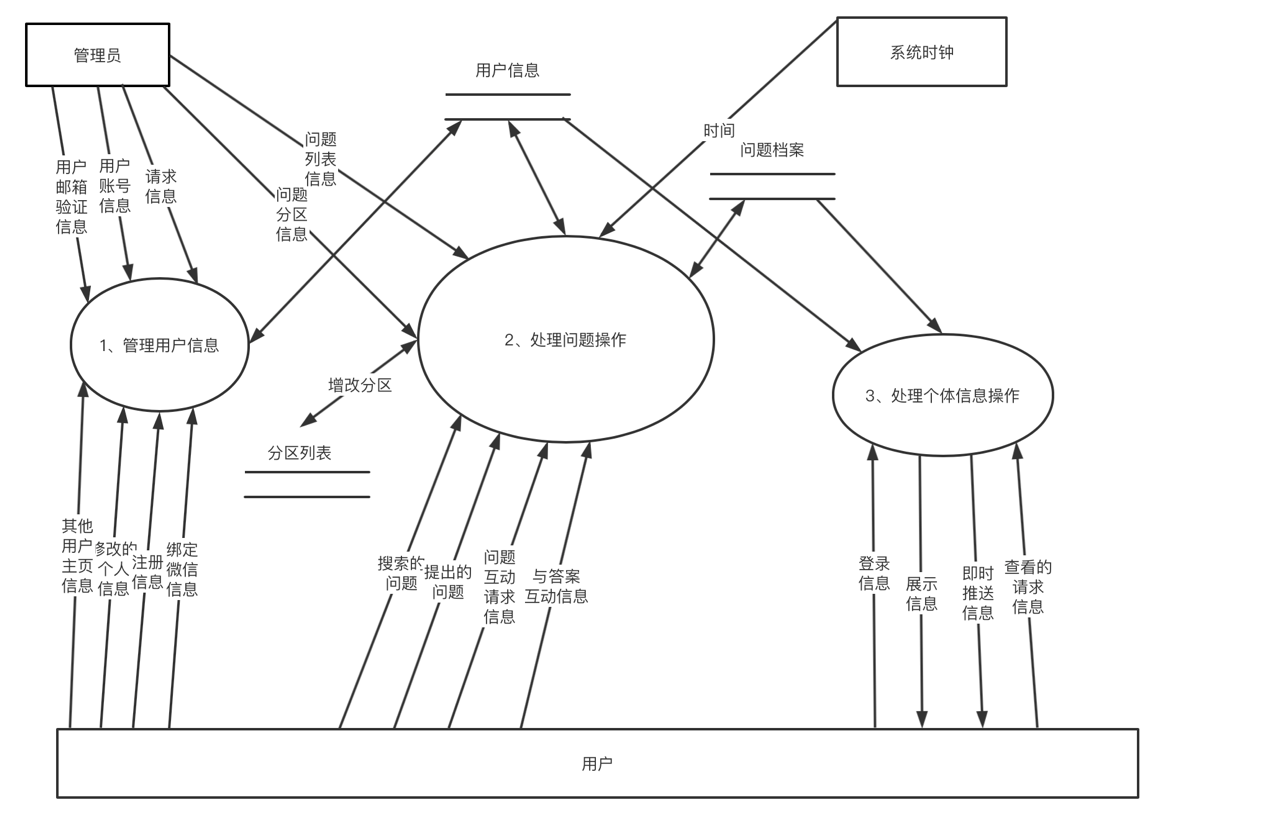 管理员
系统时钟
用户信息
时间
问题档案
问题
列表
信息
用户
邮箱
验证
信息
用户
账号
信息
请求
信息
问题
分区
信息
1、管理用户信息
2、处理问题操作
3、处理个体信息操作
增改分区
分区列表
其他
用户
主页
信息
修改的
个人
信息
注册
信息
绑定
微信
信息
搜索的
问题
提出的
问题
问题
互动
请求
信息
与答案
互动信息
登录
信息
展示
信息
即时
推送
信息
查看的
请求
信息
用户